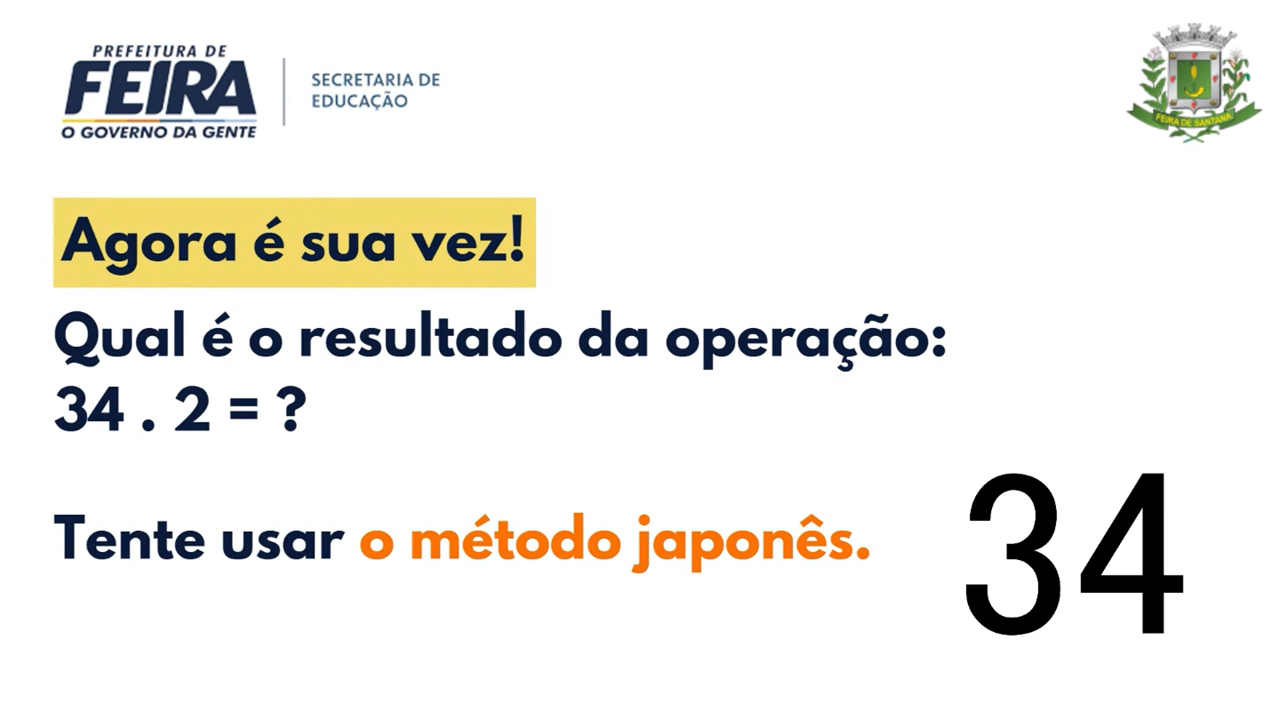 PREFEITURA DE
FEIRA
O GOVERNO DA GENTE
SECRETARIA DE
EDUCAÇÃO
FEIRA DE SANTANA
Agora é sua vez!
Qual é o resultado da operação:
34 . 2 = ?
Tente usar o método japonês.
34